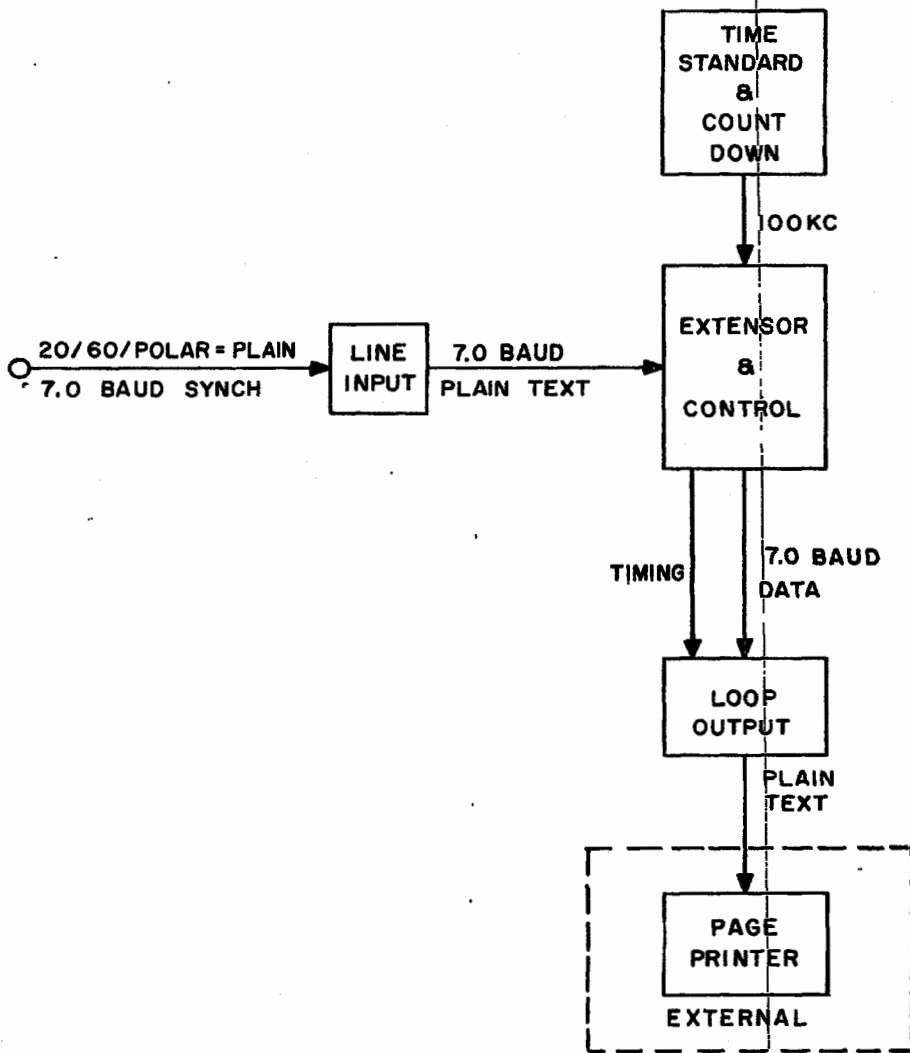 TIME
STANDARD
&
COUNT
DOWN
100KC
20/60/POLAR = PLAIN
7.0 BAUD SYNCH
LINE
INPUT
7.0 BAUD
PLAIN TEXT
EXTENSOR
&
CONTROL
TIMING
7.0 BAUD
DATA
LOOP
OUTPUT
PLAIN
TEXT
PAGE
PRINTER
EXTERNAL